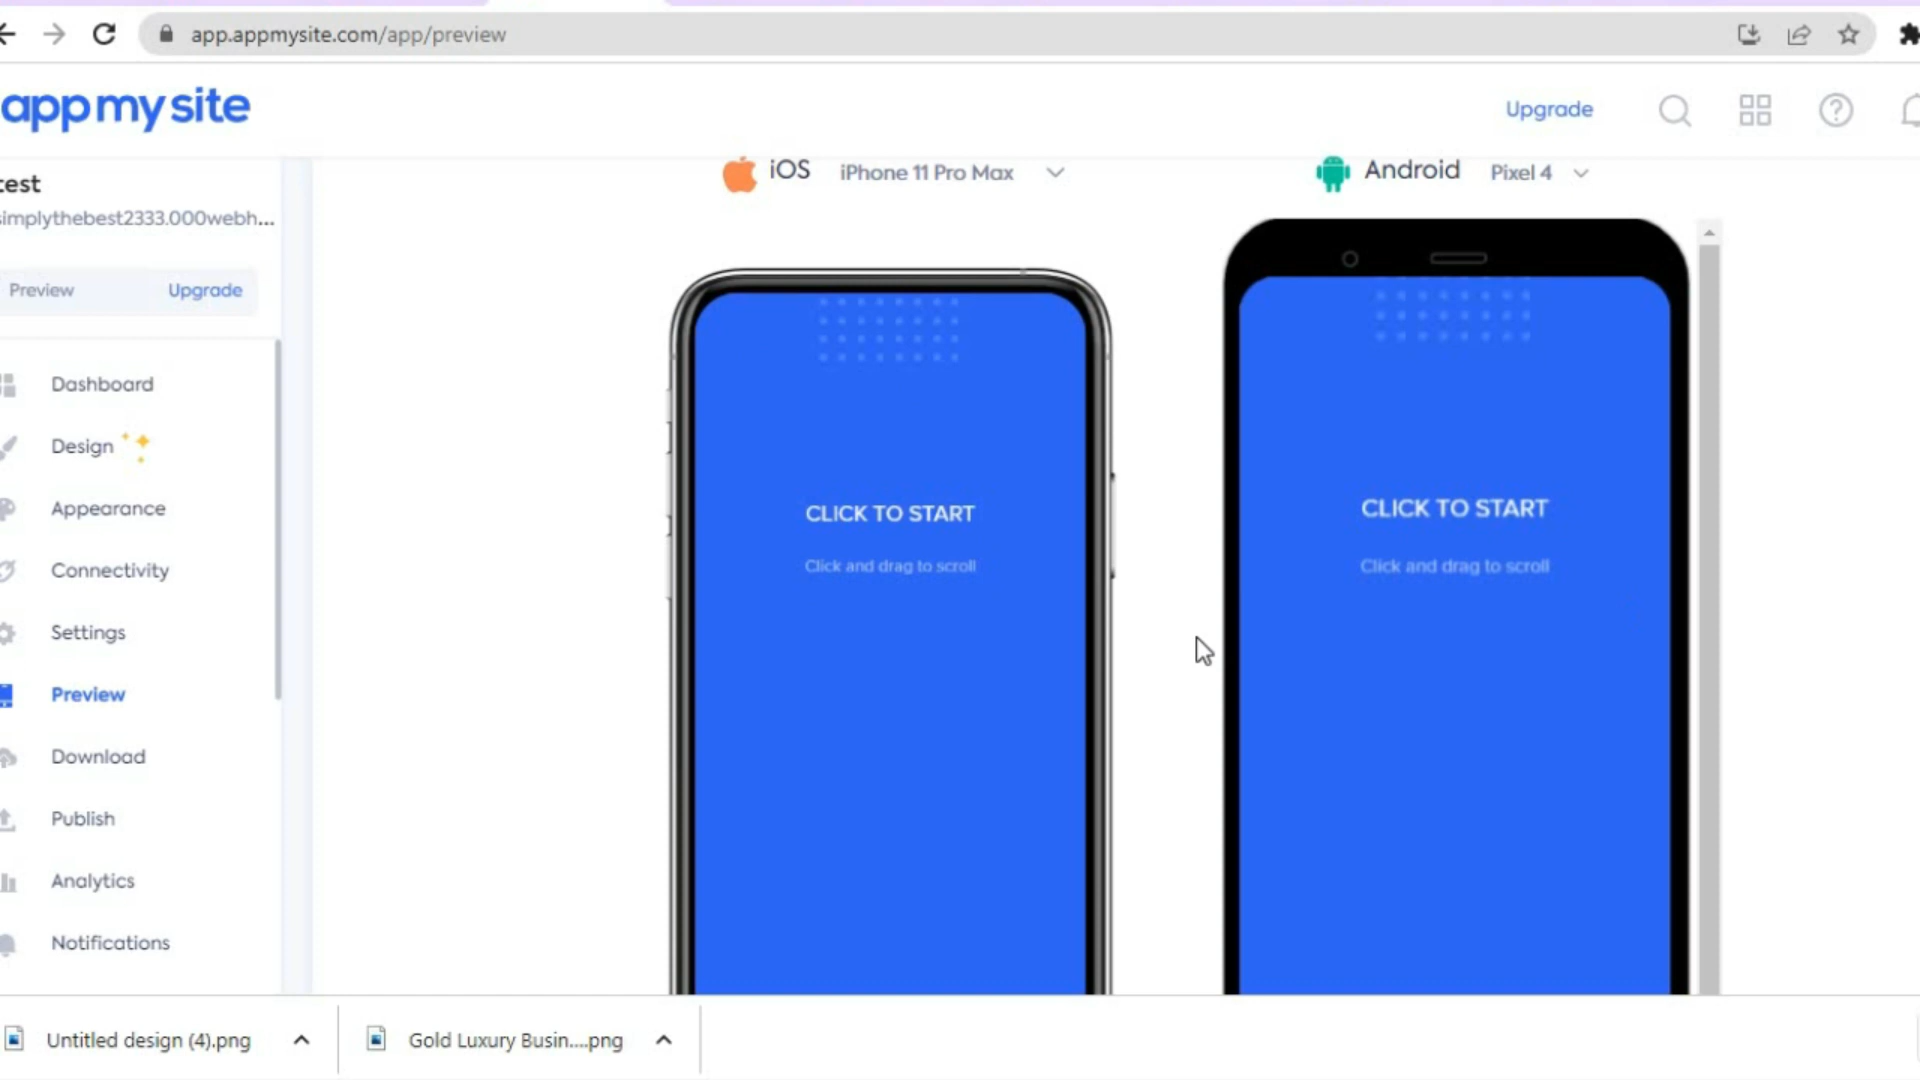 app.appmysite.com/app/preview
appmysite
Upgrade
test
simplythebest2333.000webh...
Preview
Upgrade
Dashboard
Design
Appearance
Connectivity
Settings
Preview
Download
Publish
Analytics
Notifications
iOS
iPhone 11 Pro Max
Android
Pixel 4
CLICK TO START
Click and drag to scroll
CLICK TO START
Click and drag to scroll
Untitled design (4).png
Gold Luxury Busin....png